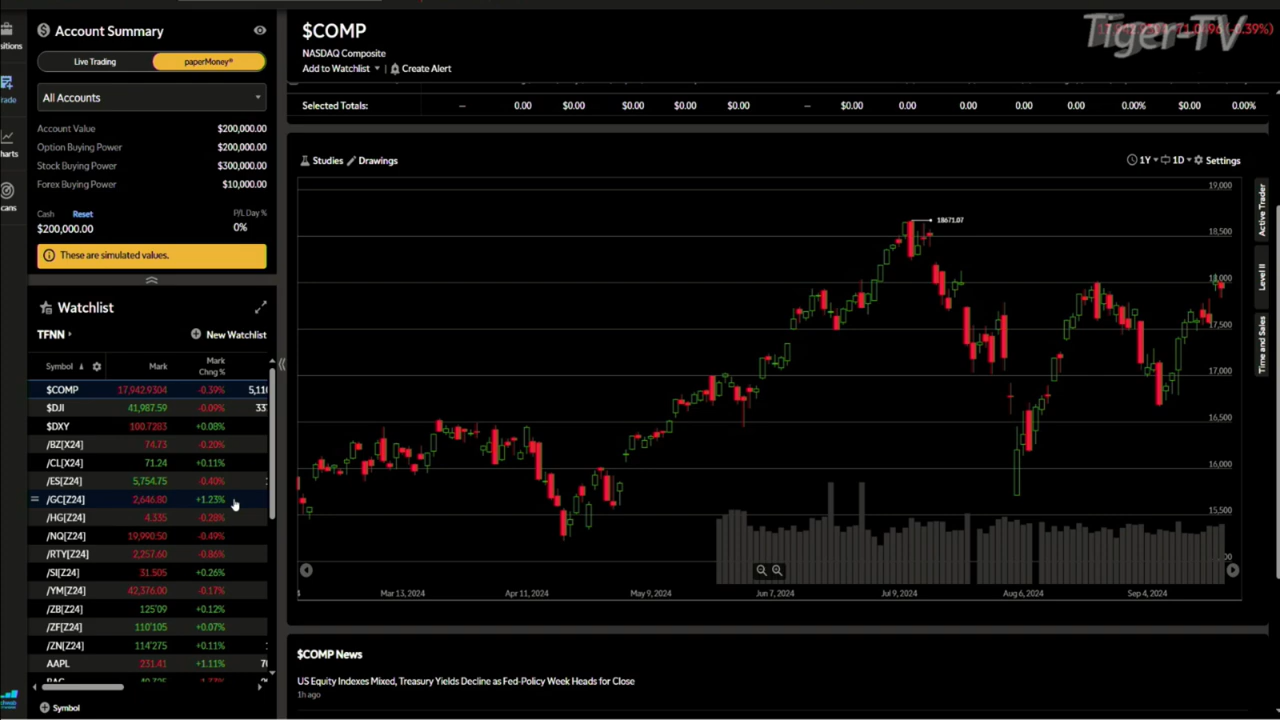 sitions
rade
harts
cans
Account Summary
Live Trading
paperMoney®
All Accounts
Account Value $200,000.00
Option Buying Power $200,000.00
Stock Buying Power $300,000.00
Forex Buying Power $10,000.00
Cash Reset P/L Day %
$200,000.00 0%
These are simulated values.
Watchlist
TFNN New Watchlist
Symbol Mark Mark Chng %
$COMP 17,942.9304 -0.39% 5,110
$DJI 41,987.59 -0.09% 33
$DXY 100.7283 +0.08%
/BZ[X24] 74.73 -0.20%
/CL[X24] 71.24 +0.11%
/ES[Z24] 5,754.75 -0.40%
/GC[Z24] 2,646.80 +1.23%
/HG[Z24] 4.335 -0.28%
/NQ[Z24] 19,990.50 -0.49%
/RTY[Z24] 2,257.60 -0.86%
/SI[Z24] 31.505 +0.26%
/YM[Z24] 42,376.00 -0.17%
/ZB[Z24] 125'09 +0.12%
/ZF[Z24] 110'105 +0.07%
/ZN[Z24] 114'275 +0.11%
AAPL 231.41 +1.11%
Symbol
$COMP
NASDAQ Composite
Add to Watchlist | Create Alert
Tiger-TV
(-0.39%)
Selected Totals: -- 0.00 $0.00 $0.00 $0.00 $0.00 -- $0.00 0.00 0.00 0.00 0.00 0.00% $0.00 0.00%
Studies Drawings
1Y 1D Settings
18671.07
19,000
18,500
18,000
17,500
17,000
16,500
16,000
15,500
Mar 13, 2024 Apr 11, 2024 May 9, 2024 Jun 7, 2024 Jul 9, 2024 Aug 6, 2024 Sep 4, 2024
Active Trader
Level II
Time and Sales
$COMP News
US Equity Indexes Mixed, Treasury Yields Decline as Fed-Policy Week Heads for Close
1h ago